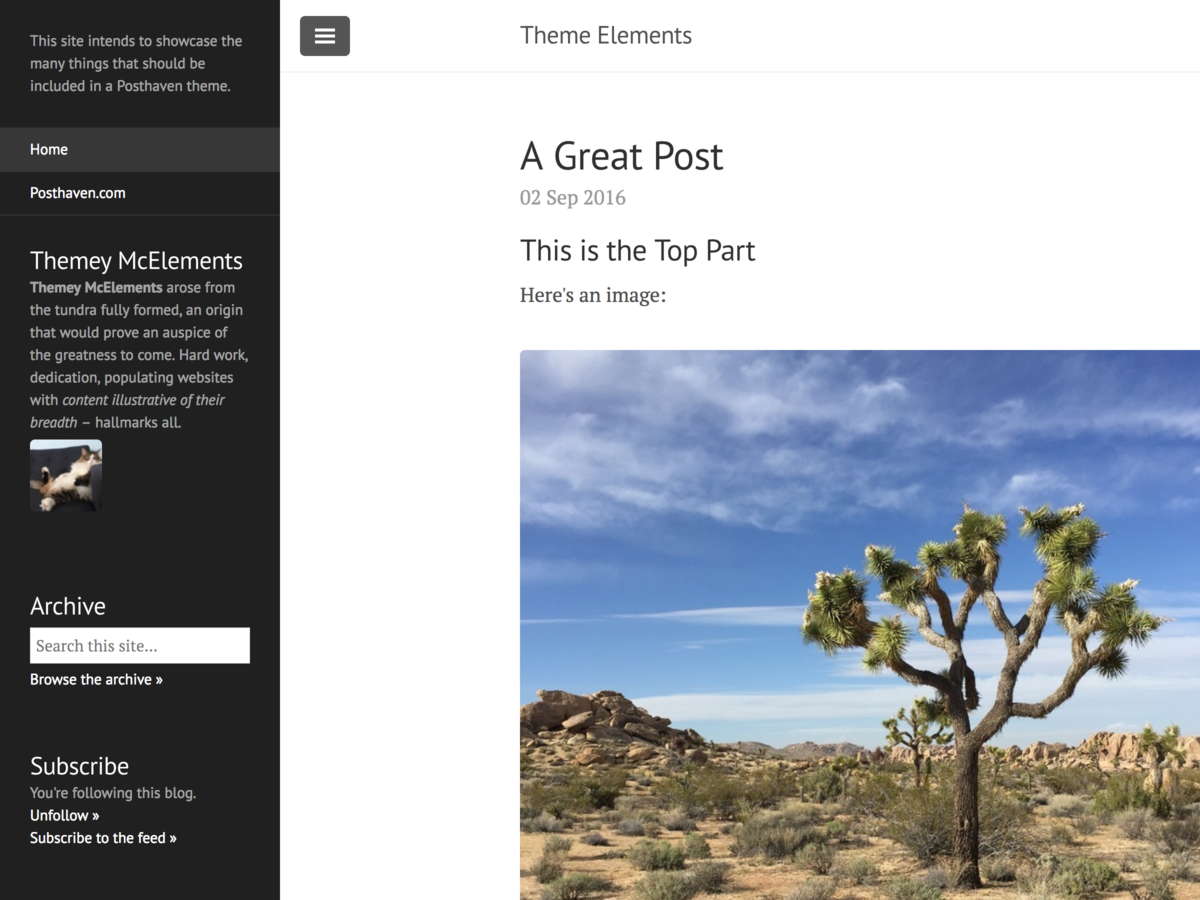 This site intends to showcase the
many things that should be
included in a Posthaven theme.
Home
Posthaven.com
Themey McElements
Themey McElements arose from
the tundra fully formed, an origin
that would prove an auspice of
the greatness to come. Hard work,
dedication, populating websites
with content illustrative of their
breadth – hallmarks all.
Archive
Search this site...
Browse the archive »
Subscribe
You're following this blog.
Unfollow »
Subscribe to the feed »
Theme Elements
A Great Post
02 Sep 2016
This is the Top Part
Here's an image: